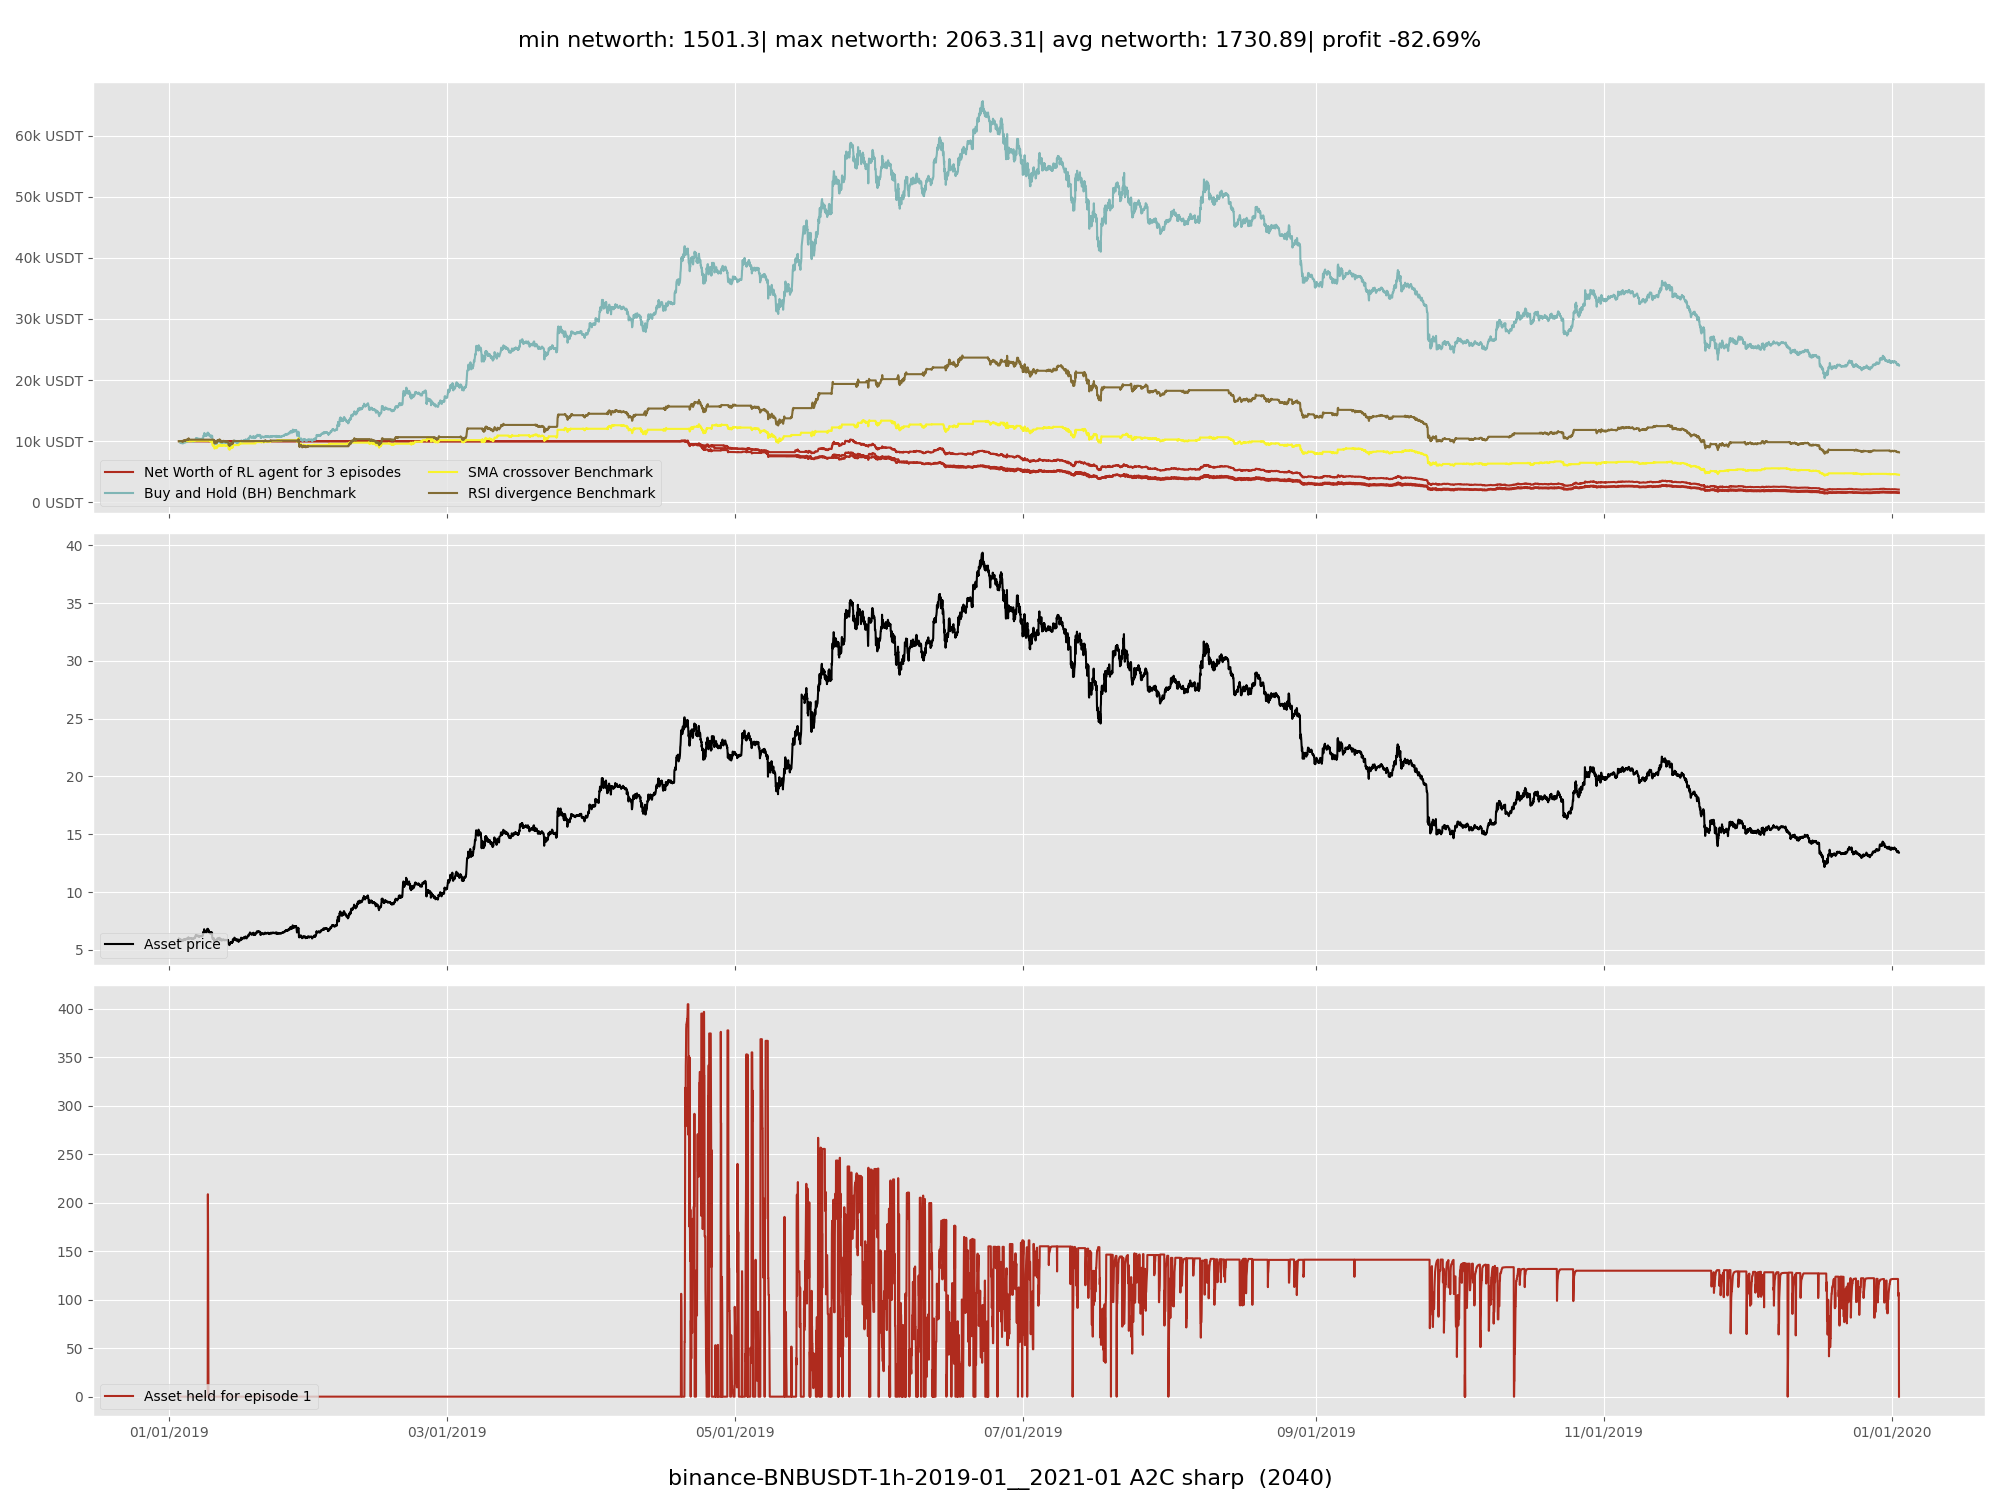 min networth: 1501.3| max networth: 2063.31| avg networth: 1730.89| profit -82.69%
60k USDT
50k USDT
40k USDT
30k USDT
20k USDT
10k USDT
0 USDT
Net Worth of RL agent for 3 episodes
Buy and Hold (BH) Benchmark
SMA crossover Benchmark
RSI divergence Benchmark
40
35
30
25
20
15
10
5
Asset price
400
350
300
250
200
150
100
50
0
Asset held for episode 1
01/01/2019
03/01/2019
05/01/2019
07/01/2019
09/01/2019
11/01/2019
01/01/2020
binance-BNBUSDT-1h-2019-01__2021-01 A2C sharp  (2040)